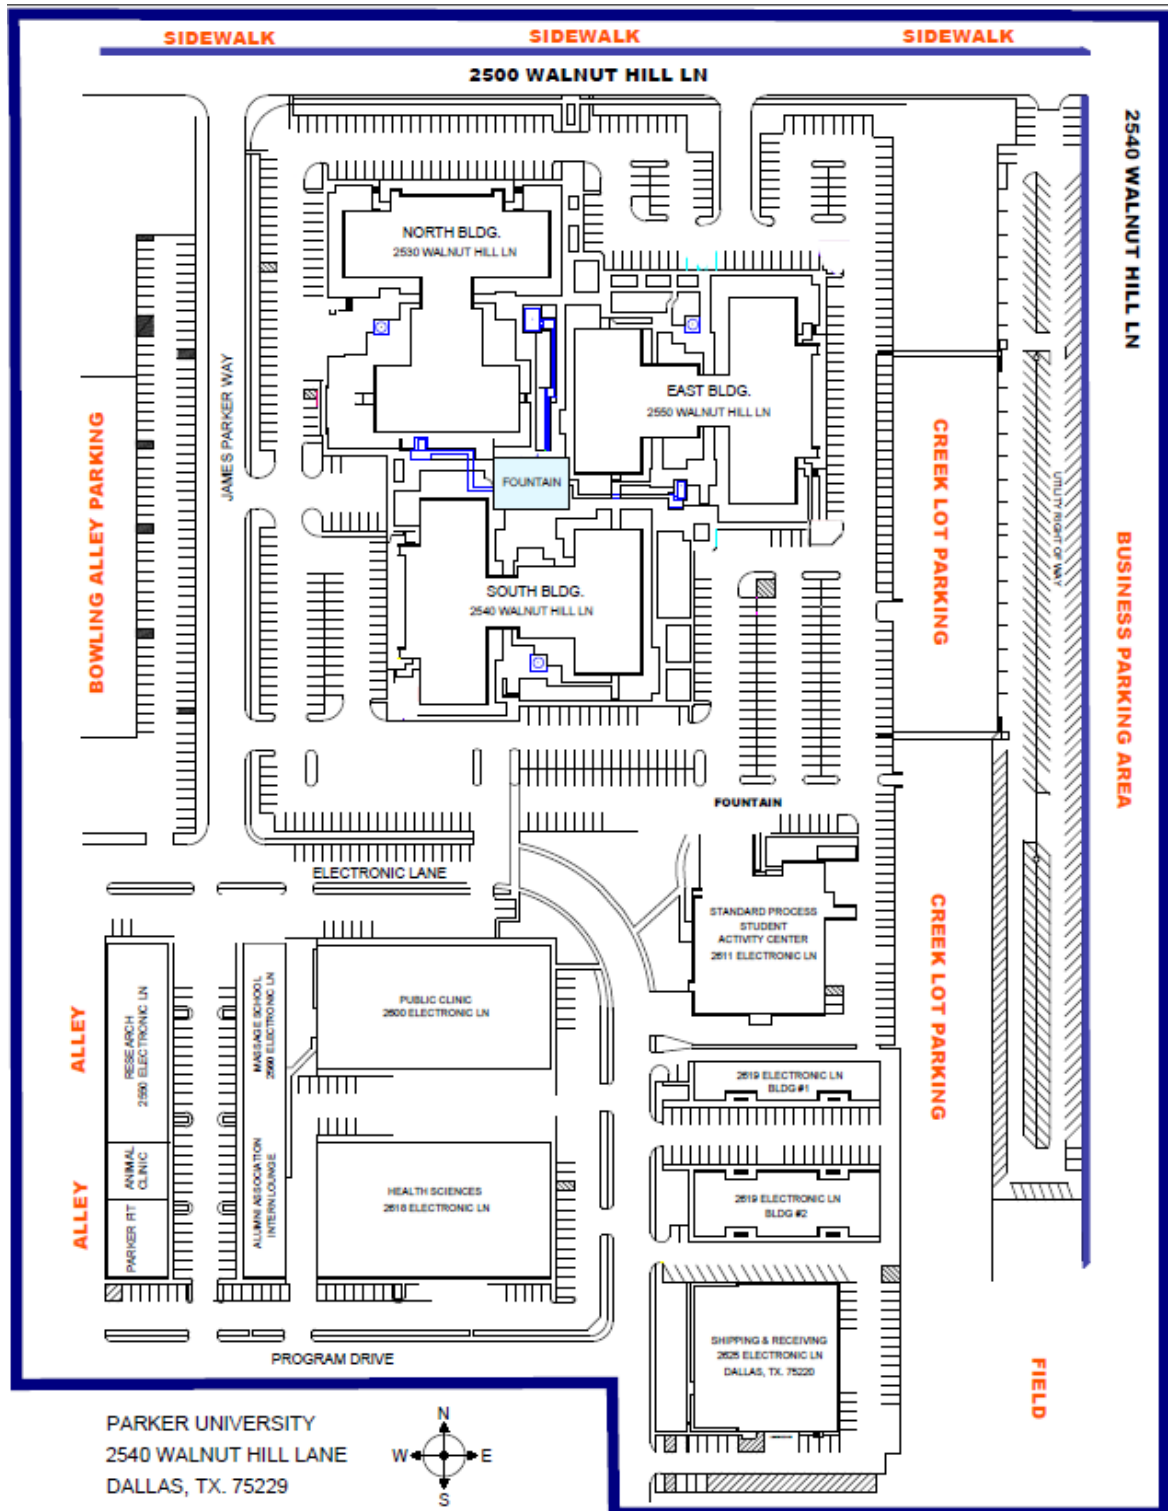 SIDEWALK
SIDEWALK
SIDEWALK
2500 WALNUT HILL LN
2540 WALNUT HILL LN
NORTH BLDG.
2530 WALNUT HILL LN
JAMES PARKER WAY
EAST BLDG.
2550 WALNUT HILL LN
BOWLING ALLEY PARKING
FOUNTAIN
CREEK LOT PARKING
UTILITY RIGHT OF WAY
BUSINESS PARKING AREA
SOUTH BLDG.
2540 WALNUT HILL LN
FOUNTAIN
ELECTRONIC LANE
STANDARD PROCESS
STUDENT
ACTIVITY CENTER
2611 ELECTRONIC LN
CREEK LOT PARKING
ALLEY
RESEARCH
2550 ELECTRONIC LN
MASSAGE SCHOOL
2560 ELECTRONIC LN
PUBLIC CLINIC
2600 ELECTRONIC LN
2619 ELECTRONIC LN
BLDG #1
ALLEY
ANIMAL
CLINIC
PARKER FIT
ALUMNI ASSOCIATION
INTERN LOUNGE
HEALTH SCIENCES
2618 ELECTRONIC LN
2619 ELECTRONIC LN
BLDG #2
SHIPPING & RECEIVING
2625 ELECTRONIC LN
DALLAS, TX. 75220
PROGRAM DRIVE
FIELD
PARKER UNIVERSITY
2540 WALNUT HILL LANE
DALLAS, TX. 75229
N
W
E
S